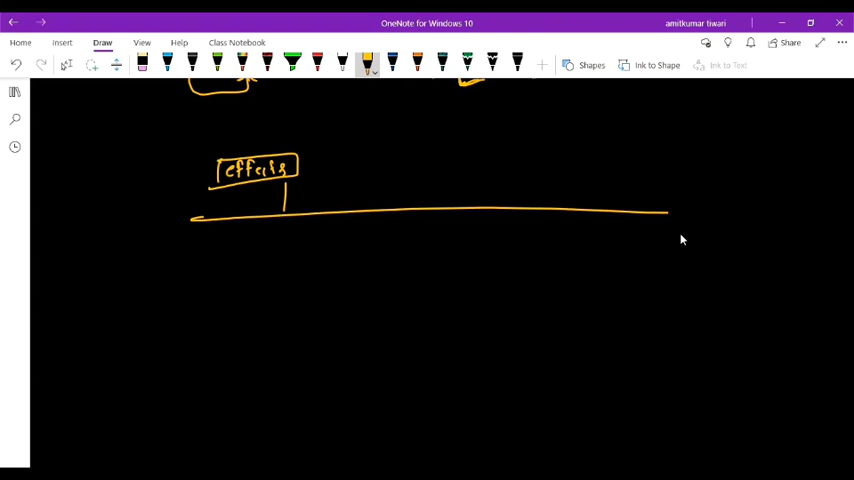 OneNote for Windows 10
amitkumar tiwari
Home Insert Draw View Help Class Notebook
Share
Shapes
Ink to Shape
Ink to Text